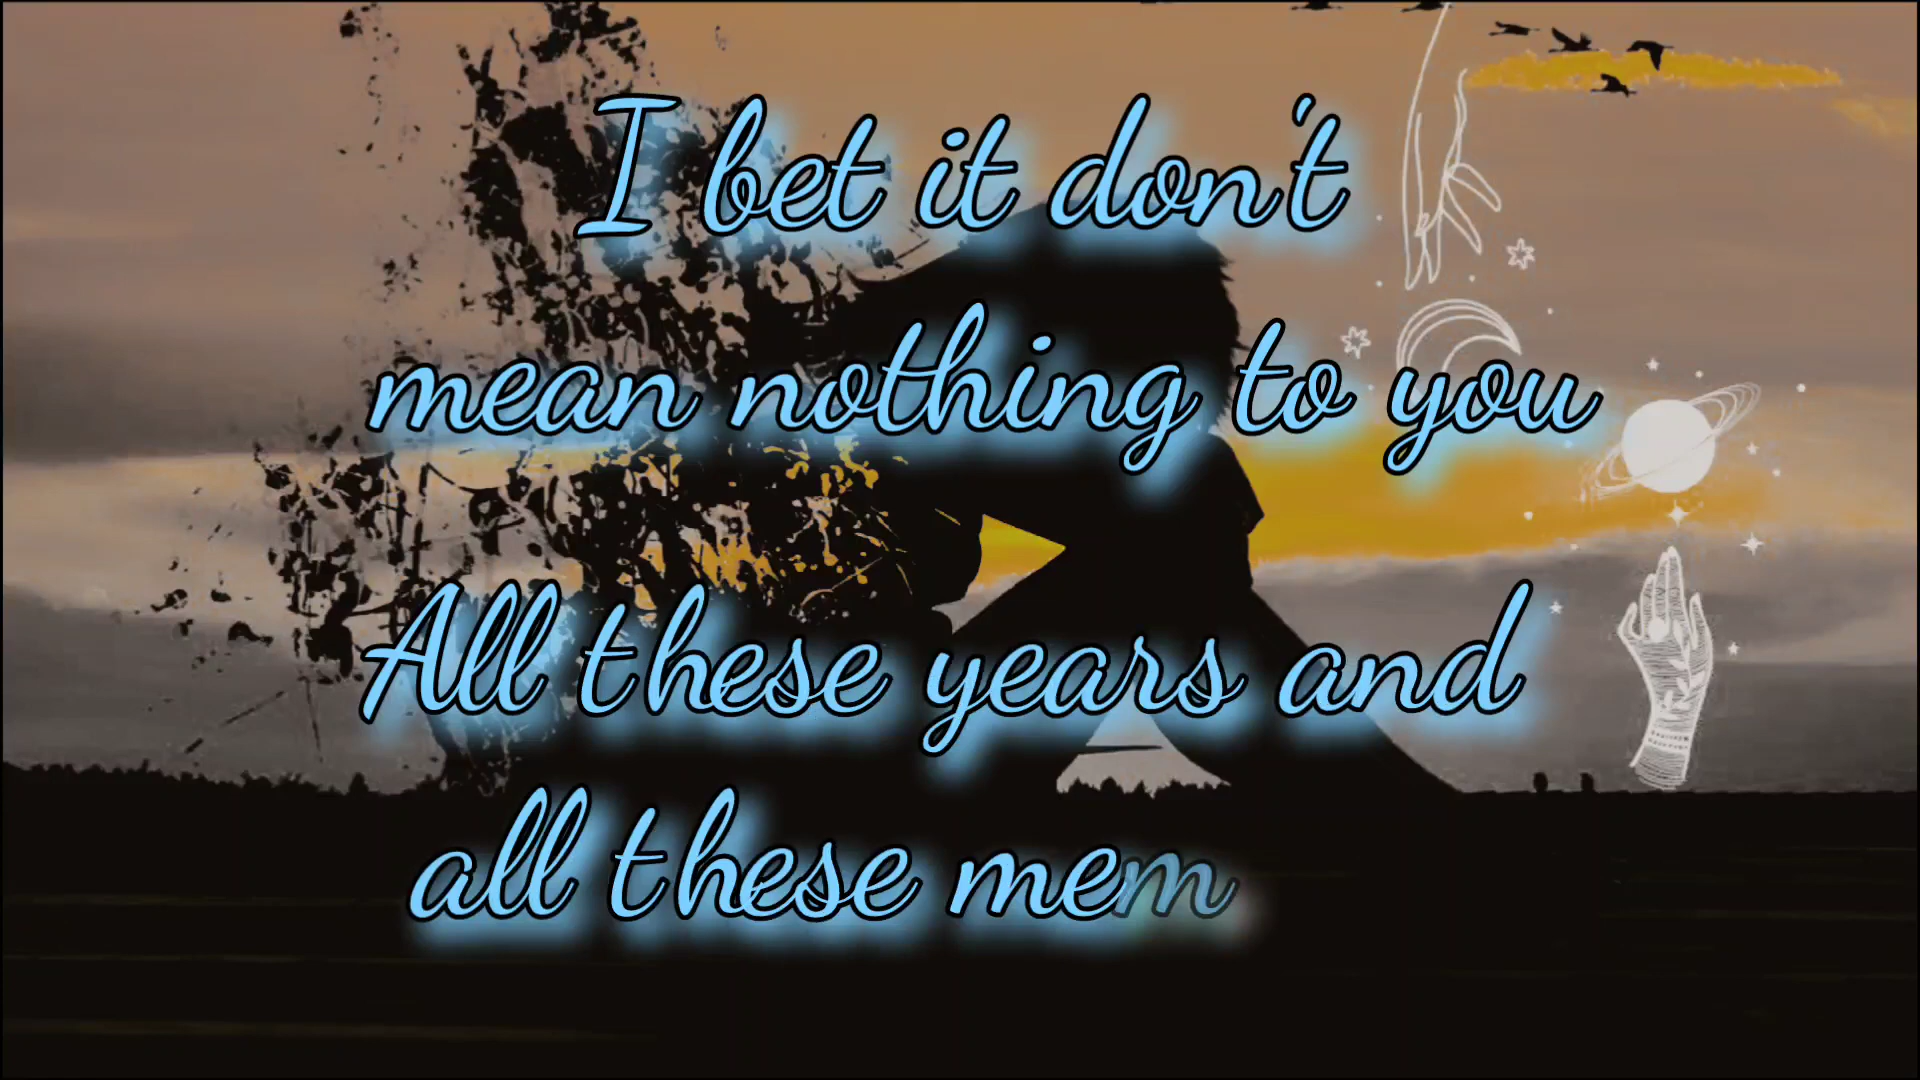 I bet it don't
mean nothing to you
All these years and
all these mem